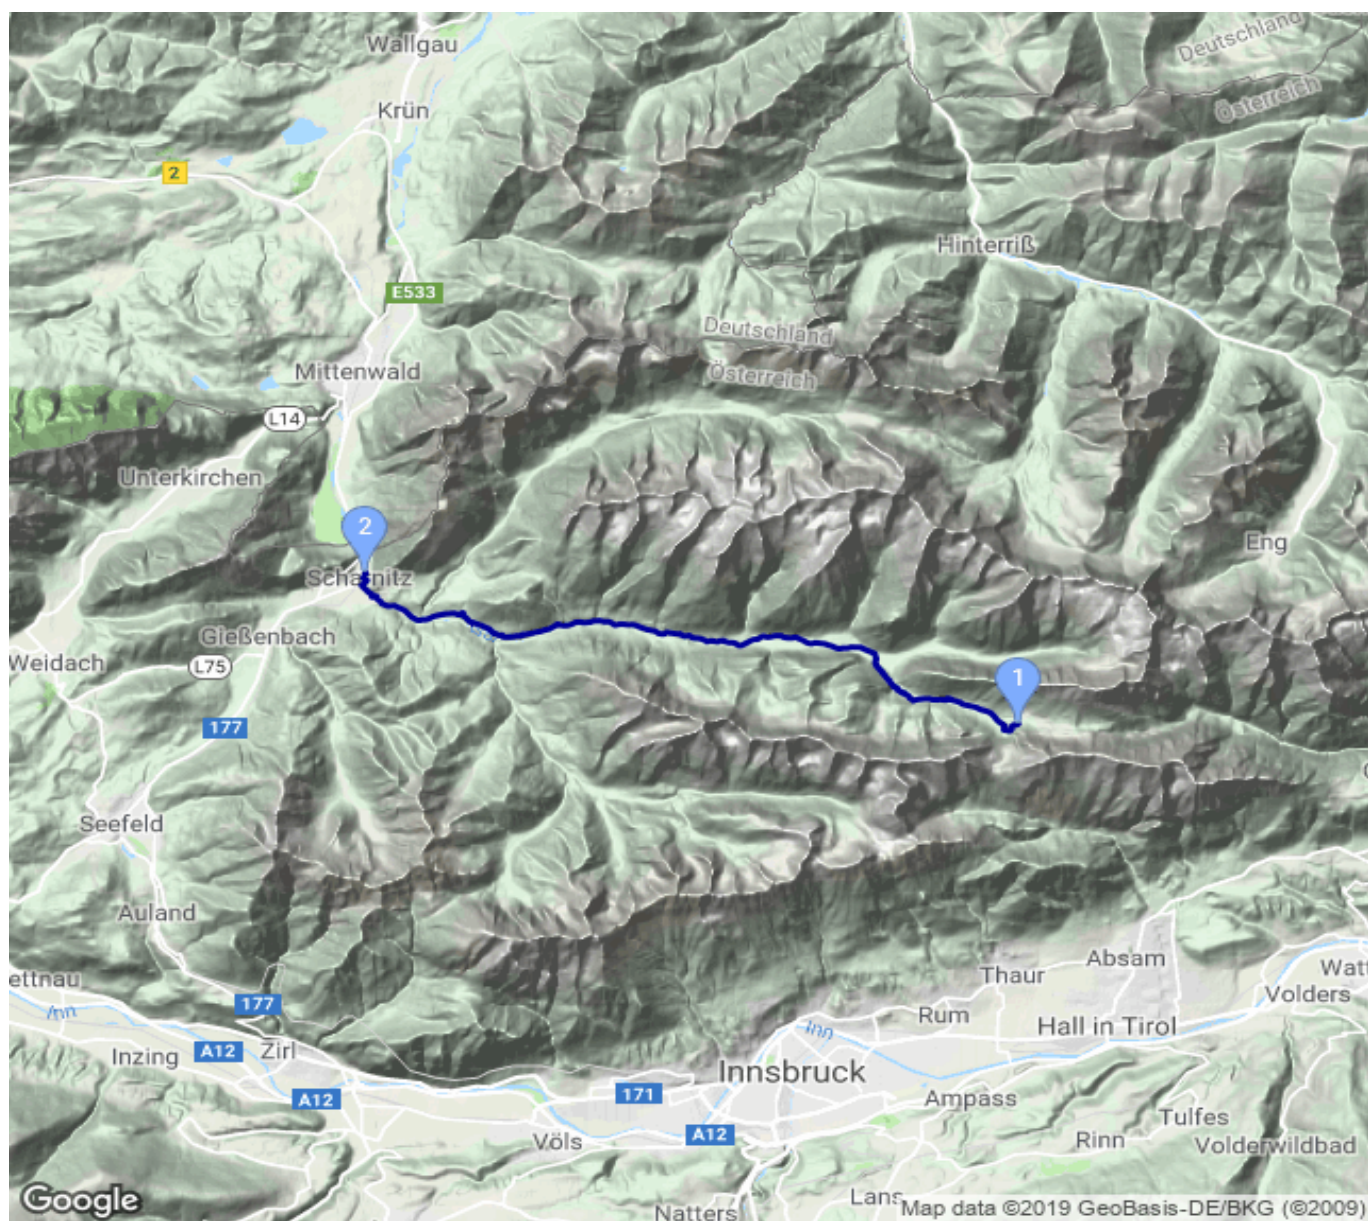 Wallgau
Deutschland
Österreich
Krün
2
Hinterriß
E533
Deutschland
Österreich
Mittenwald
L14
Unterkirchen
2
Eng
Gießenbach
Weidach
L75
1
177
Seefeld
Auland
Absam
ettnau
Thaur
Watt
Volders
177
Inn
Rum
Inn
Hall in Tirol
A12
Zirl
Inzing
Innsbruck
A12
171
Ampass
A12
Tulfes
Völs
Rinn
Volderwildbad
Lans
Google
Natters
Map data ©2019 GeoBasis-DE/BKG (©2009)